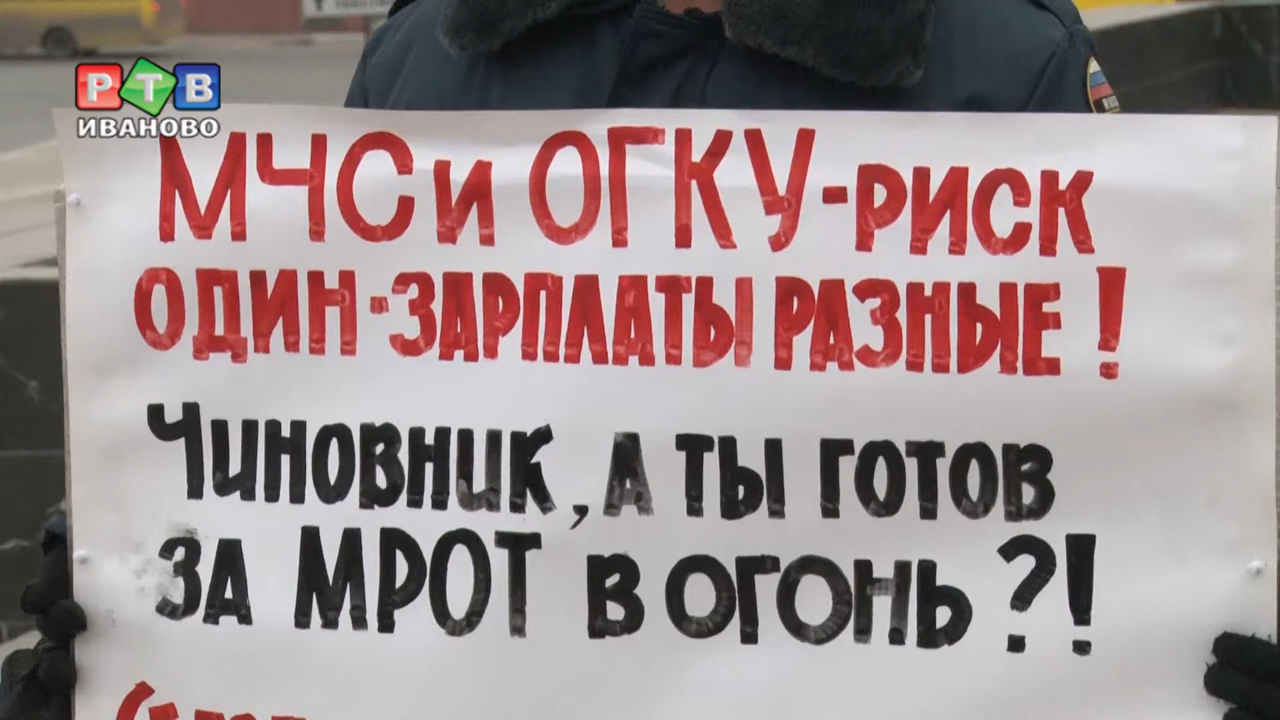 РТВ
ИВАНОВО
МЧС и ОГКУ-РИСК
ОДИН-ЗАРПЛАТЫ РАЗНЫЕ!
ЧИНОВНИК, А ТЫ ГОТОВ
ЗА МРОТ В ОГОНЬ?!